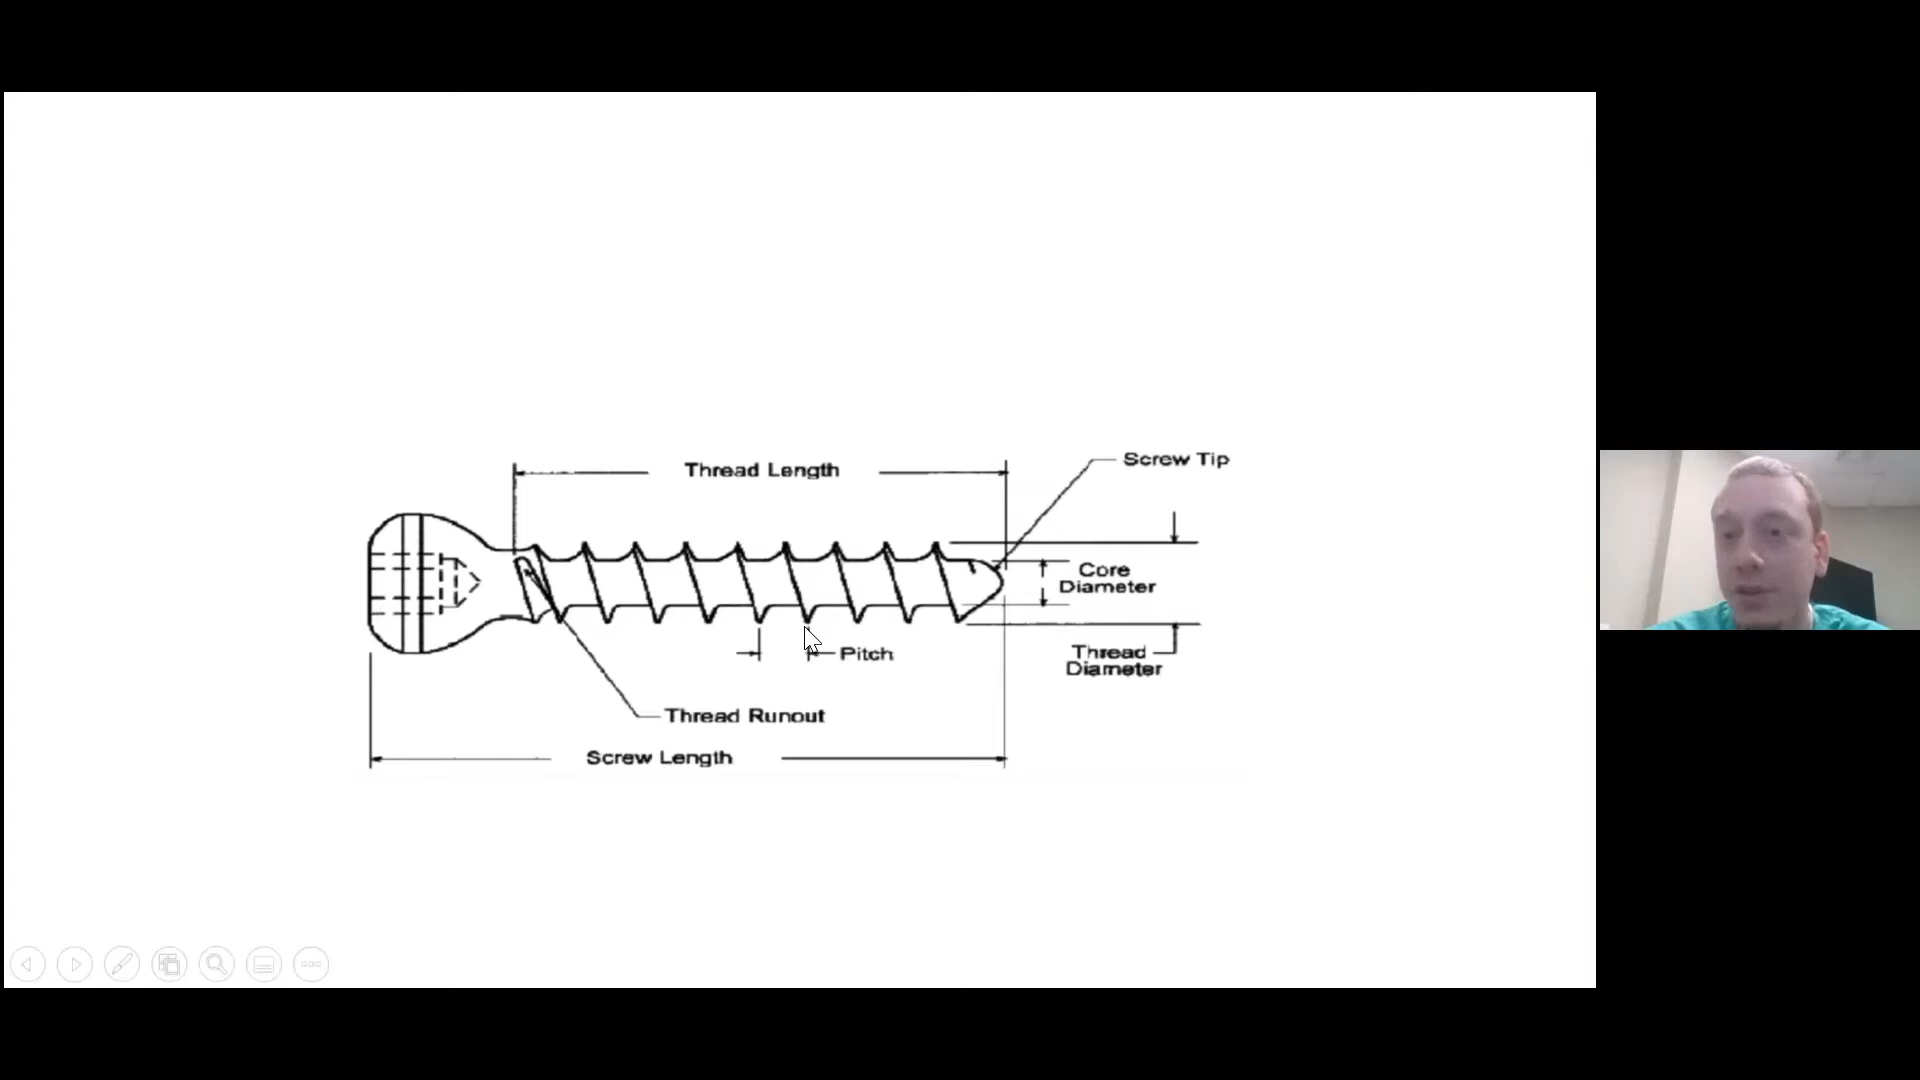 Thread Length
Screw Tip
Core
Diameter
Pitch
Thread
Diameter
Thread Runout
Screw Length